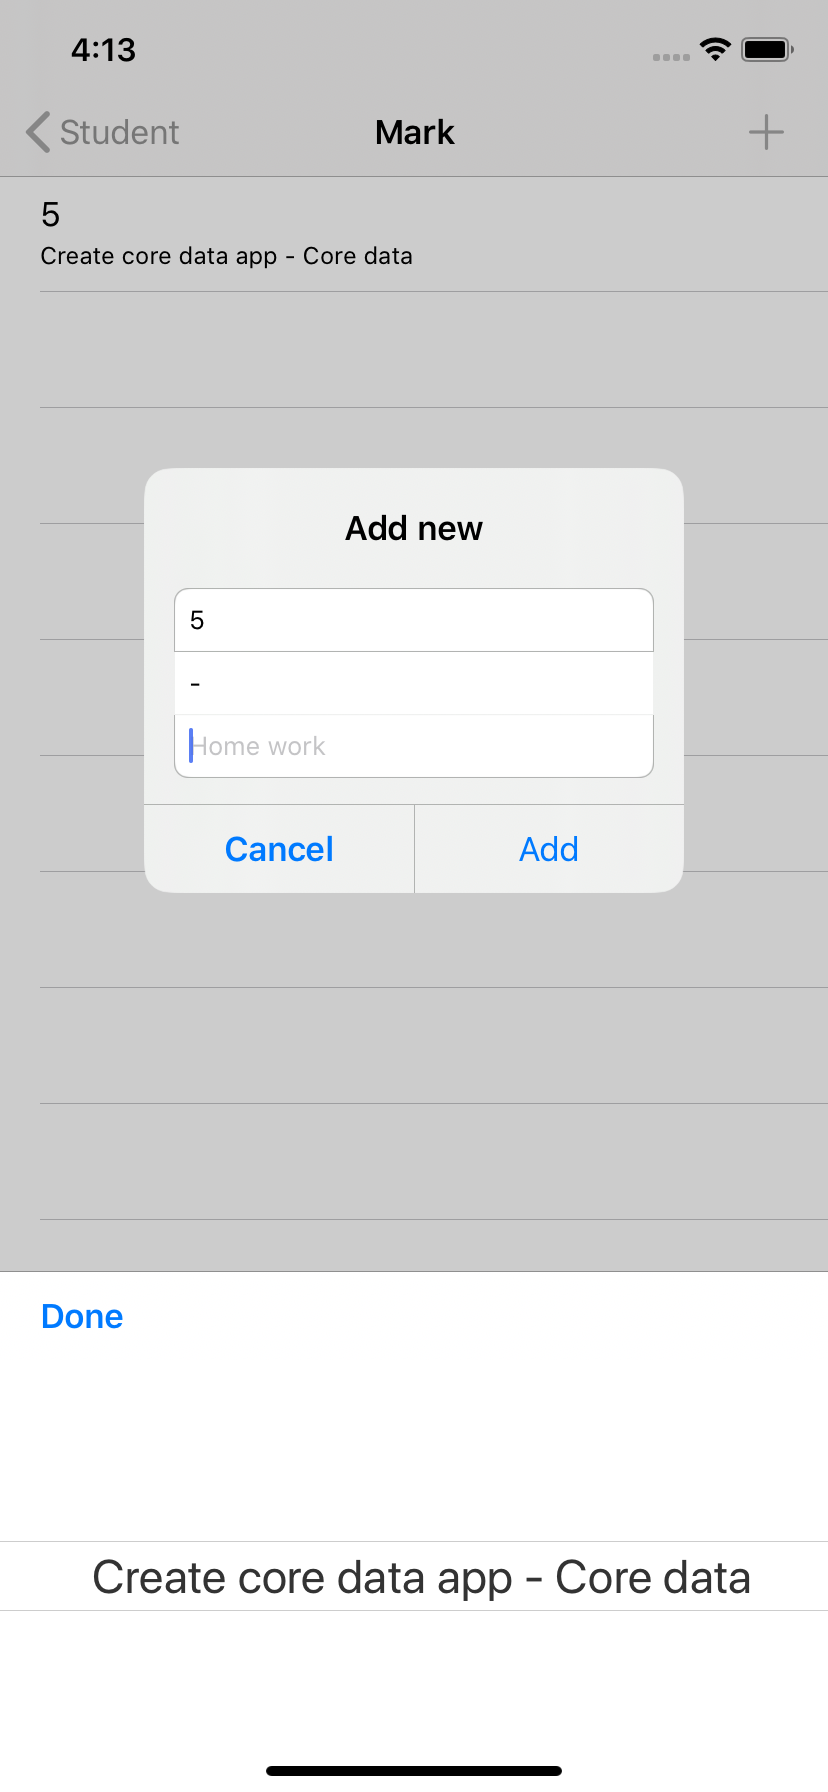 4:13
Student
Mark
5
Create core data app - Core data
Add new
5
-
Home work
Cancel
Add
Done
Create core data app - Core data